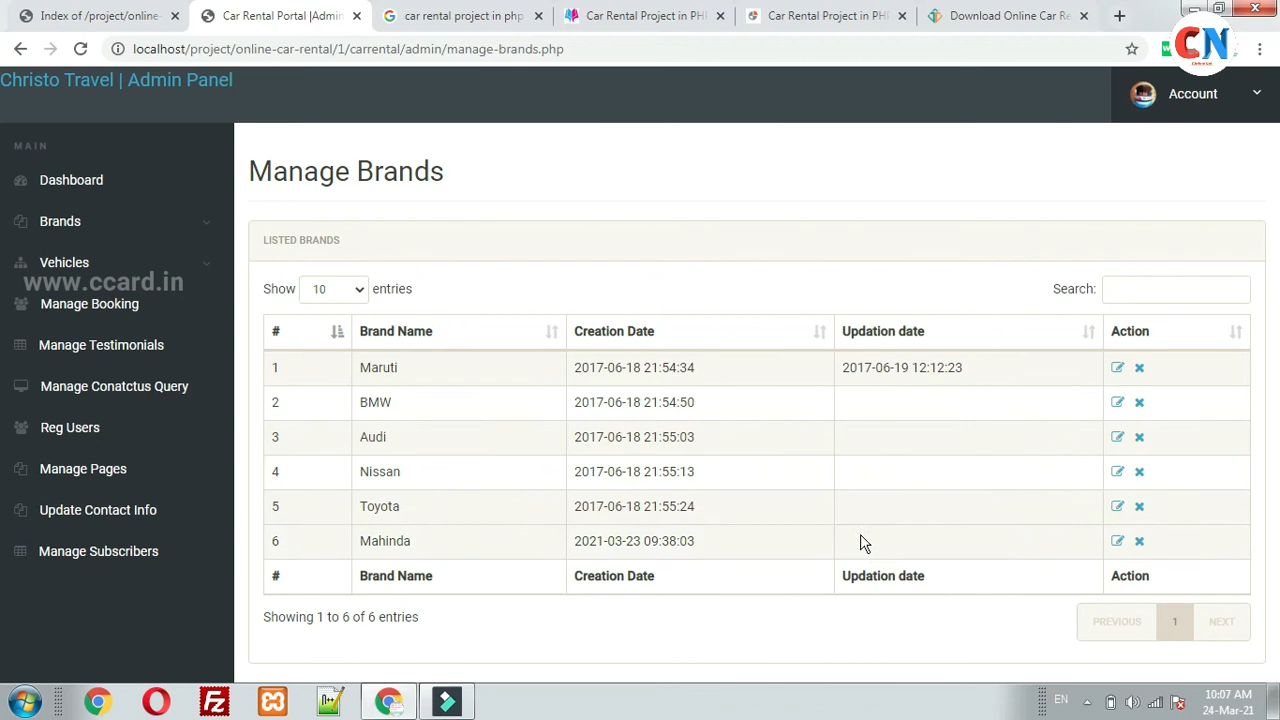 Index of /project/online-
Car Rental Portal |Admin
car rental project in php
Car Rental Project in PHP
Car Rental Project in PHP
Download Online Car Re
localhost/project/online-car-rental/1/carrental/admin/manage-brands.php
CN
Christo Travel | Admin Panel
Account
MAIN
Dashboard
Brands
Vehicles
www.ccard.in
Manage Booking
Manage Testimonials
Manage Conatctus Query
Reg Users
Manage Pages
Update Contact Info
Manage Subscribers
Manage Brands
LISTED BRANDS
Show 10 entries
Search:
# Brand Name Creation Date Updation date Action
1 Maruti 2017-06-18 21:54:34 2017-06-19 12:12:23
2 BMW 2017-06-18 21:54:50
3 Audi 2017-06-18 21:55:03
4 Nissan 2017-06-18 21:55:13
5 Toyota 2017-06-18 21:55:24
6 Mahinda 2021-03-23 09:38:03
# Brand Name Creation Date Updation date Action
Showing 1 to 6 of 6 entries
PREVIOUS 1 NEXT
EN
10:07 AM
24-Mar-21